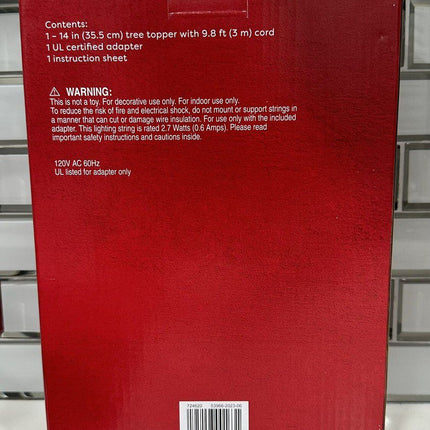 Contents:
1 – 14 in (35.5 cm) tree topper with 9.8 ft (3 m) cord
1 UL certified adapter
1 instruction sheet
⚠ WARNING:
This is not a toy. For decorative use only. For indoor use only.
To reduce the risk of fire and electrical shock, do not mount or support strings in
a manner that can cut or damage wire insulation. For use only with the included
adapter. This lighting string is rated 2.7 Watts (0.6 Amps). Please read
important safety instructions and cautions inside.
120V AC 60Hz
UL listed for adapter only
724620 53966-2023-06